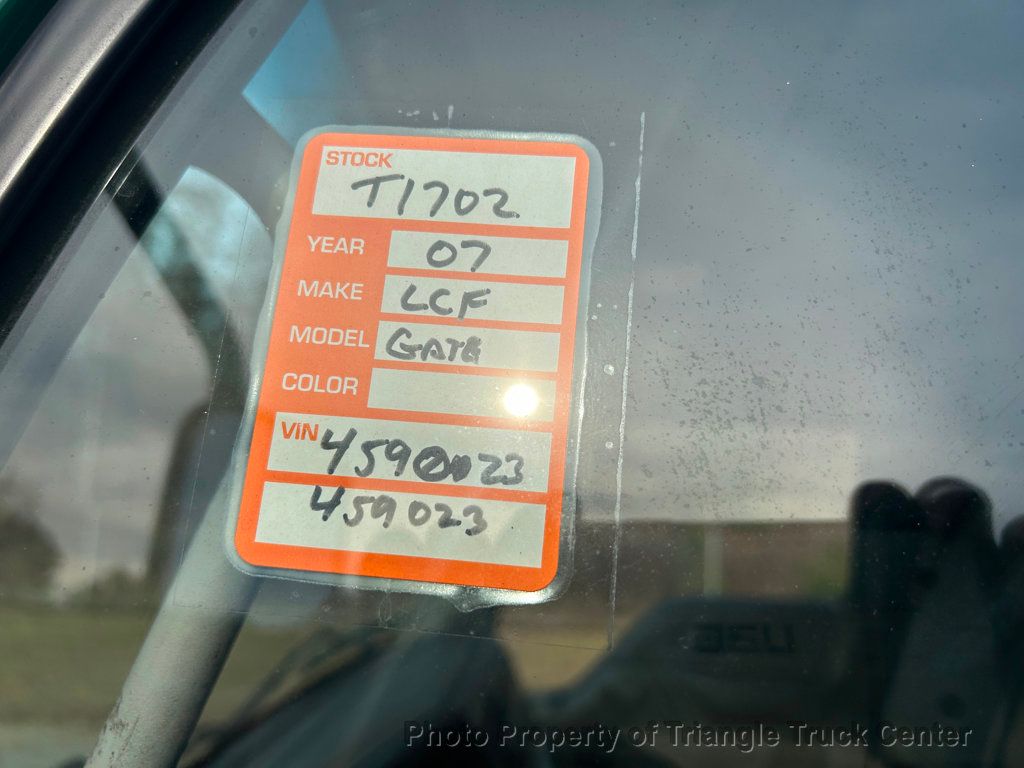 STOCK
T1702
YEAR 07
MAKE LCF
MODEL GATE
COLOR
VIN 459023
459023
Photo Property of Triangle Truck Center